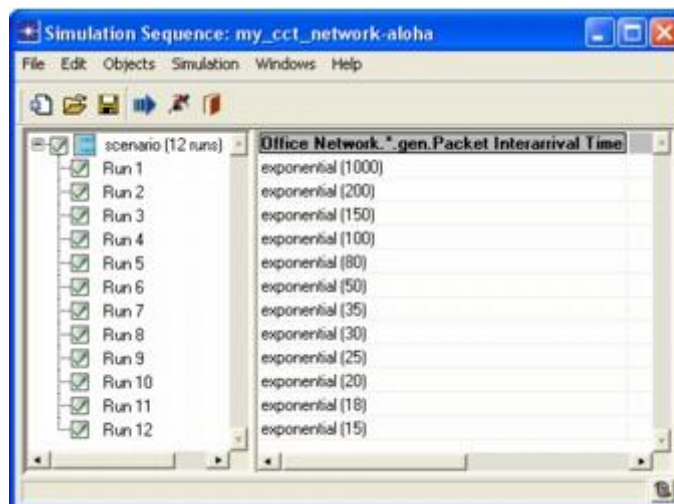 Simulation Sequence: my_cct_network-aloha
File Edit Objects Simulation Windows Help
scenario (12 runs) Office Network.*.gen.Packet Interarrival Time
Run 1 exponential (1000)
Run 2 exponential (200)
Run 3 exponential (150)
Run 4 exponential (100)
Run 5 exponential (80)
Run 6 exponential (50)
Run 7 exponential (35)
Run 8 exponential (30)
Run 9 exponential (25)
Run 10 exponential (20)
Run 11 exponential (18)
Run 12 exponential (15)